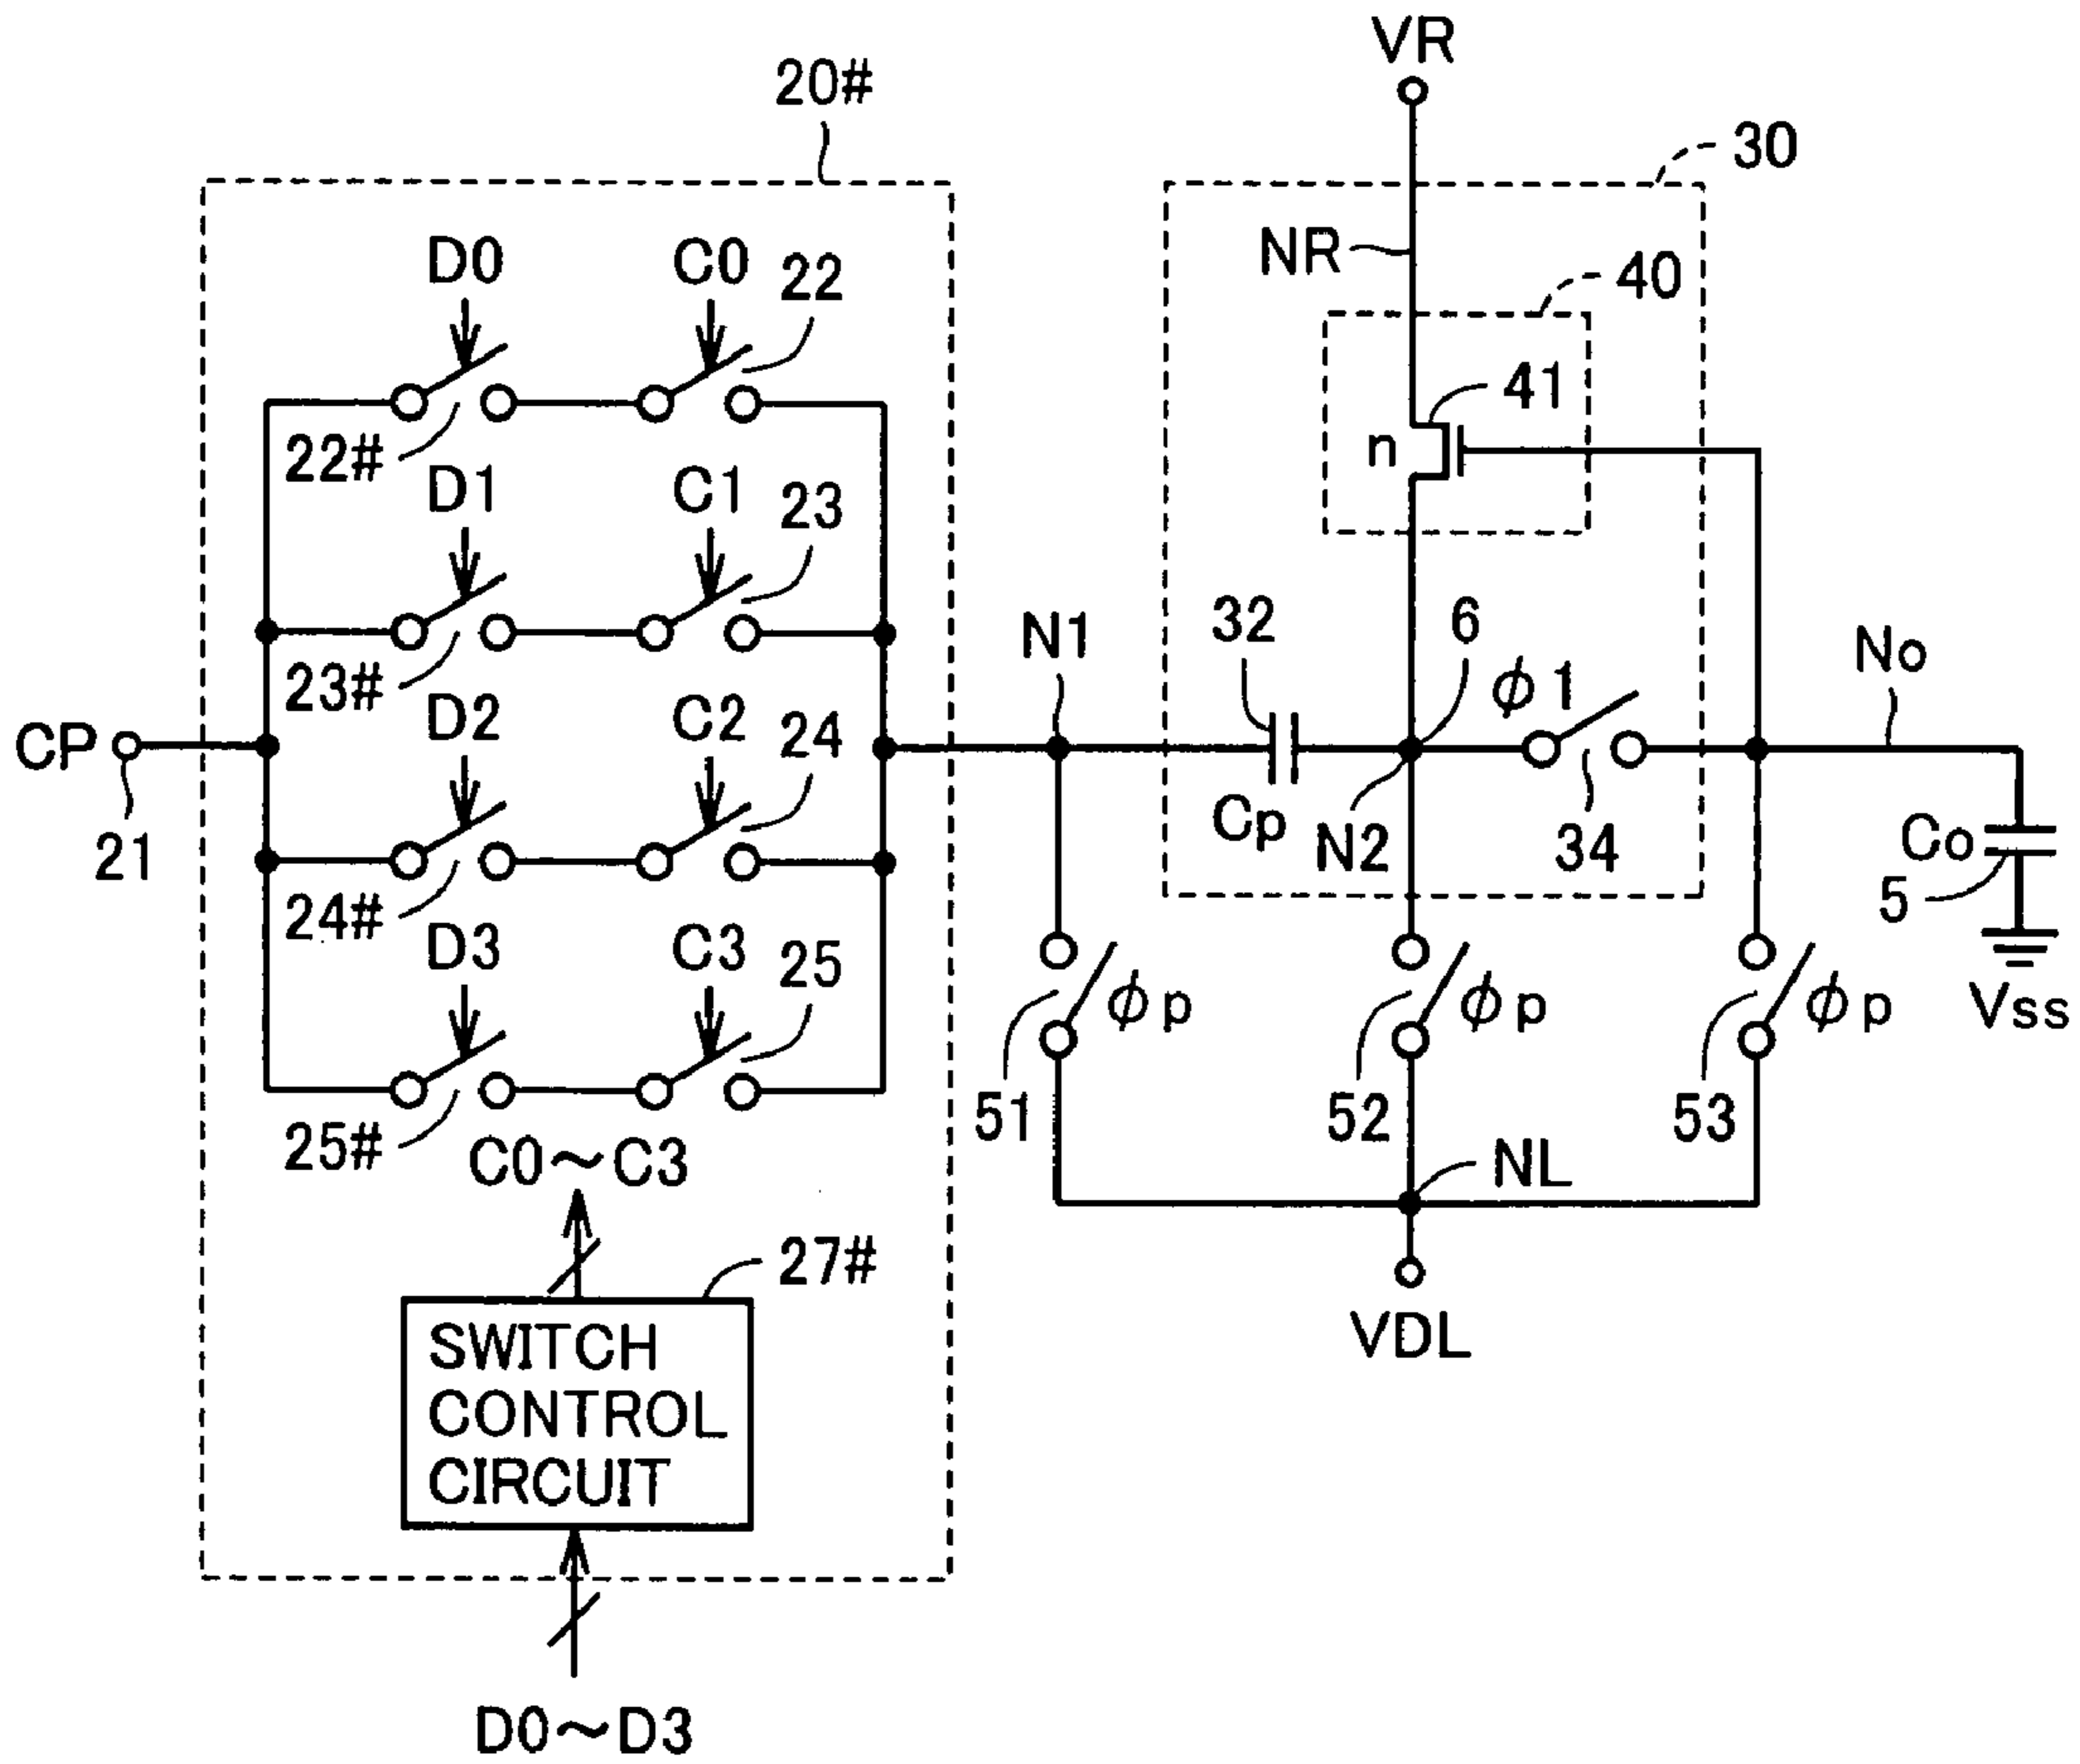 VR
20#
30
NR
40
D0
C0
22
41
n
22#
D1
C1
23
23#
N1
32
6
No
φ1
D2
C2
24
CP
21
Cp
N2
34
Co
5
24#
D3
C3
25
φp
φp
φp
Vss
51
52
53
25#
C0~C3
NL
27#
VDL
SWITCH
CONTROL
CIRCUIT
D0~D3